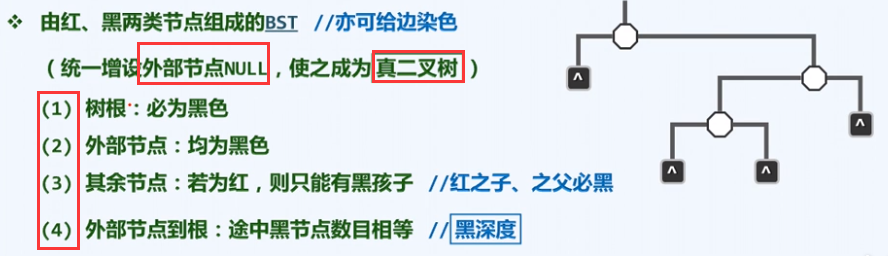 ❖ 由红、黑两类节点组成的BST //亦可给边染色
（统一增设外部节点NULL，使之成为真二叉树）
(1) 树根：必为黑色
(2) 外部节点：均为黑色
(3) 其余节点：若为红，则只能有黑孩子 //红之子、之父必黑
(4) 外部节点到根：途中黑节点数目相等 //黑深度
^
^
^
^